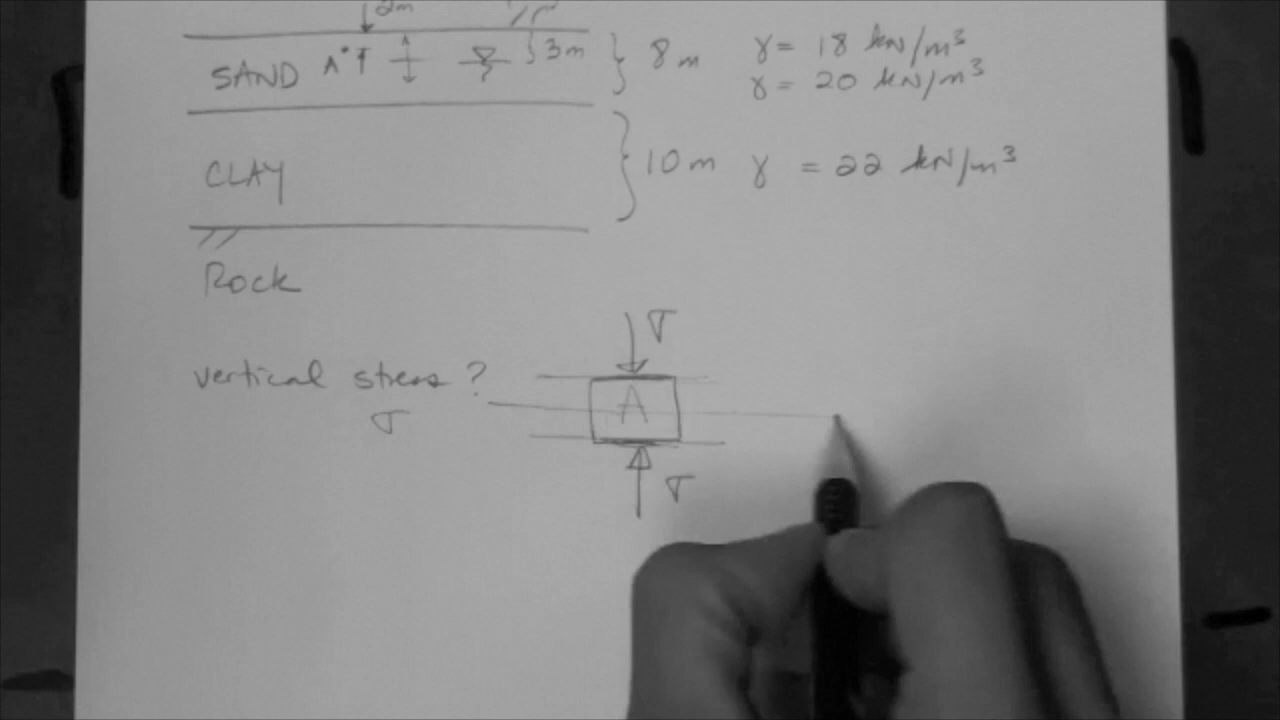 2m
SAND A 3m 8m γ = 18 kN/m³
γ = 20 kN/m³
CLAY 10m γ = 22 kN/m³
Rock
σ
vertical stress ?
A
σ
σ